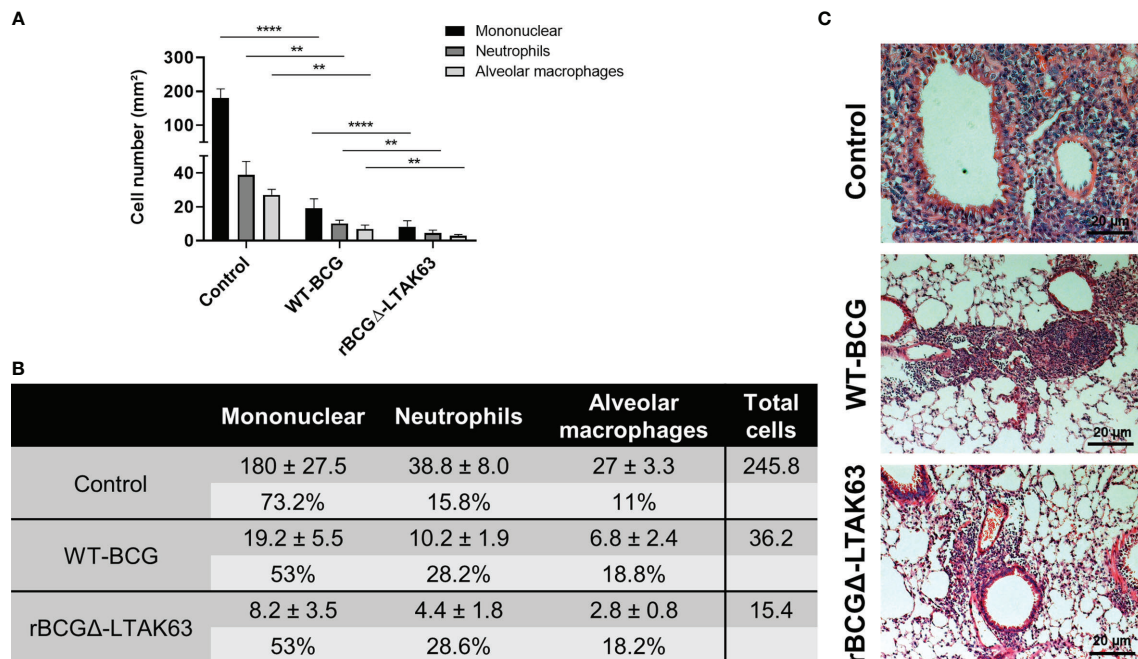 A
Mononuclear
Neutrophils
Alveolar macrophages
Cell number (mm²)
300
200
100
40
20
0
****
**
**
****
**
**
Control
WT-BCG
rBCGΔ-LTAK63
B
Mononuclear Neutrophils Alveolar macrophages Total cells
Control 180 ± 27.5 38.8 ± 8.0 27 ± 3.3 245.8
73.2% 15.8% 11%
WT-BCG 19.2 ± 5.5 10.2 ± 1.9 6.8 ± 2.4 36.2
53% 28.2% 18.8%
rBCGΔ-LTAK63 8.2 ± 3.5 4.4 ± 1.8 2.8 ± 0.8 15.4
53% 28.6% 18.2%
C
Control
20 µm
WT-BCG
20 µm
rBCGΔ-LTAK63
20 µm